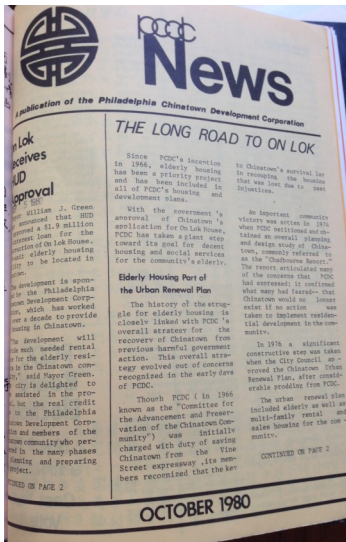 pcdc
News
A publication of the Philadelphia Chinatown Development Corporation
n Lok
ceives
UD
pproval
William J. Green
announced that HUD
a $1.9 million
loan for the
of On Lok House,
elderly housing
to be located in
development is spon-
by the Philadelphia
Development Corp-
which has worked
a decade to provide
housing in Chinatown.
The development will
much needed rental
for the elderly resi-
in the Chinatown com-
said Mayor Green.
city is delighted to
assisted in the pro-
but the real credit
to the Philadelphia
Development Corp-
and members of the
community who per-
in the many phases
planning and preparing
project.
CONTINUED ON PAGE 2
THE LONG ROAD TO ON LOK
Since PCDC's inception
in 1966, elderly housing
has been a priority project
and has been included in
all of PCDC's housing and
development plans.
With the government's
approval of Chinatown's
application for On Lok House,
PCDC has taken a giant step
toward its goal for decent
housing and social services
for the community's elderly.
Elderly Housing Part of
the Urban Renewal Plan
The history of the strug-
gle for elderly housing is
closely linked with PCDC's
overall strategy for the
recovery of Chinatown from
previous harmful government
action. This overall stra-
tegy evolved out of concerns
recognized in the early days
of PCDC.
Though PCDC (in 1966
known as the "Committee for
the Advancement and Preser-
vation of the Chinatown Com-
munity") was initially
charged with duty of saving
Chinatown from the Vine
Street expressway, its mem-
bers recognized that the key
to Chinatown's survival lay
in recouping the housing
that was lost due to past
injustices.
An important community
victory was scored in 1974
when PCDC petitioned and ob-
tained an overall planning
and design study of China-
town, commonly referred to
as the
The report articulated many
of the concerns that PCDC
had expressed; it confirmed
what many had feared-- that
Chinatown would no longer
exist if no action was
taken to implement residen-
tial development in the com-
munity.
In 1976 a significant
constructive step was taken
when the City Council ap-
proved the Chinatown Urban
Renewal Plan, after consid-
erable prodding from PCDC.
The urban renewal plan
included elderly as well as
multi-family rental and
sales housing for the com-
munity.
CONTINUED ON PAGE 2
OCTOBER 1980